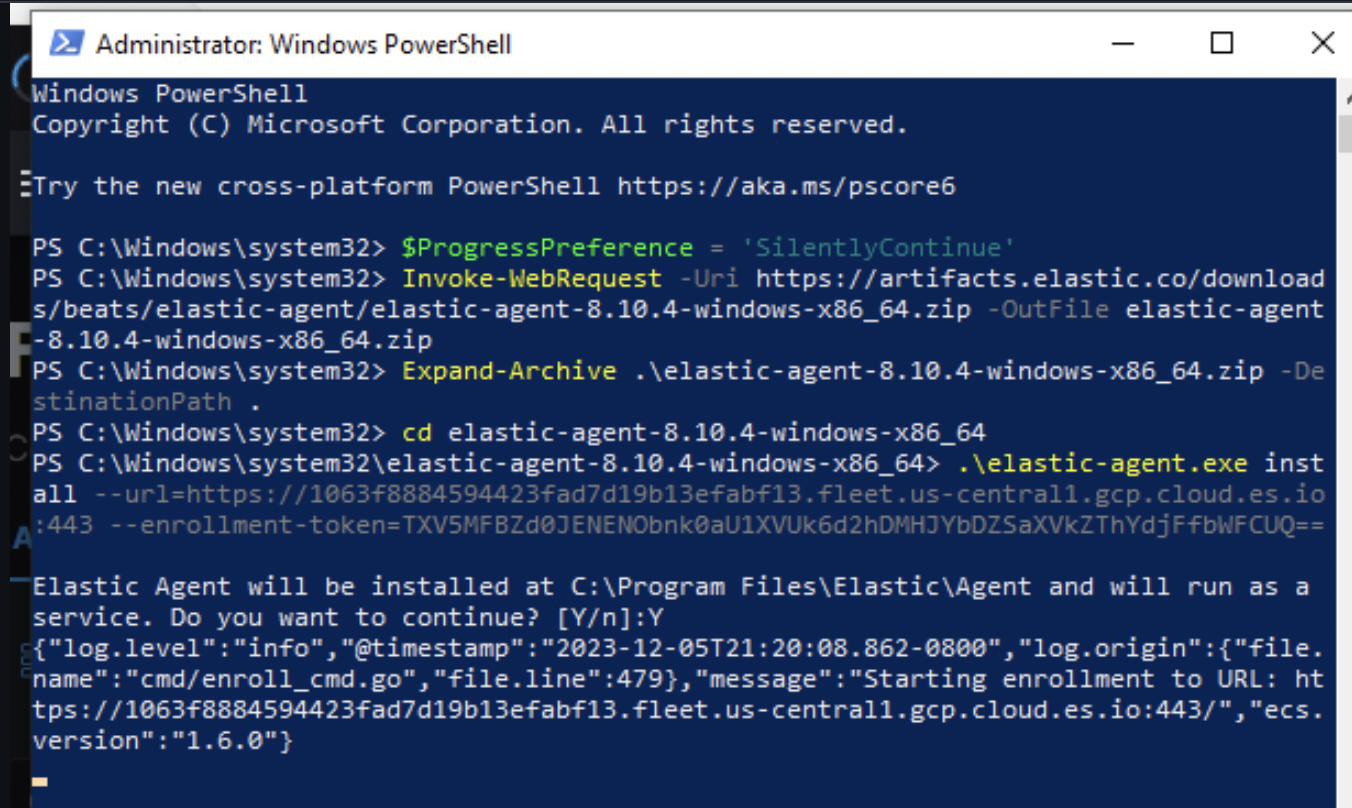 Administrator: Windows PowerShell
Windows PowerShell
Copyright (C) Microsoft Corporation. All rights reserved.
Try the new cross-platform PowerShell https://aka.ms/pscore6
PS C:\Windows\system32> $ProgressPreference = 'SilentlyContinue'
PS C:\Windows\system32> Invoke-WebRequest -Uri https://artifacts.elastic.co/download
s/beats/elastic-agent/elastic-agent-8.10.4-windows-x86_64.zip -OutFile elastic-agent
-8.10.4-windows-x86_64.zip
PS C:\Windows\system32> Expand-Archive .\elastic-agent-8.10.4-windows-x86_64.zip -De
stinationPath .
PS C:\Windows\system32> cd elastic-agent-8.10.4-windows-x86_64
PS C:\Windows\system32\elastic-agent-8.10.4-windows-x86_64> .\elastic-agent.exe inst
all --url=https://1063f8884594423fad7d19b13efabf13.fleet.us-central1.gcp.cloud.es.io
:443 --enrollment-token=TXV5MFBZd0JENENObnk0aU1XVUk6d2hDMHJYbDZSaXVkZThYdjFfbWFCUQ==
Elastic Agent will be installed at C:\Program Files\Elastic\Agent and will run as a
service. Do you want to continue? [Y/n]:Y
{"log.level":"info","@timestamp":"2023-12-05T21:20:08.862-0800","log.origin":{"file.
name":"cmd/enroll_cmd.go","file.line":479},"message":"Starting enrollment to URL: ht
tps://1063f8884594423fad7d19b13efabf13.fleet.us-central1.gcp.cloud.es.io:443/","ecs.
version":"1.6.0"}